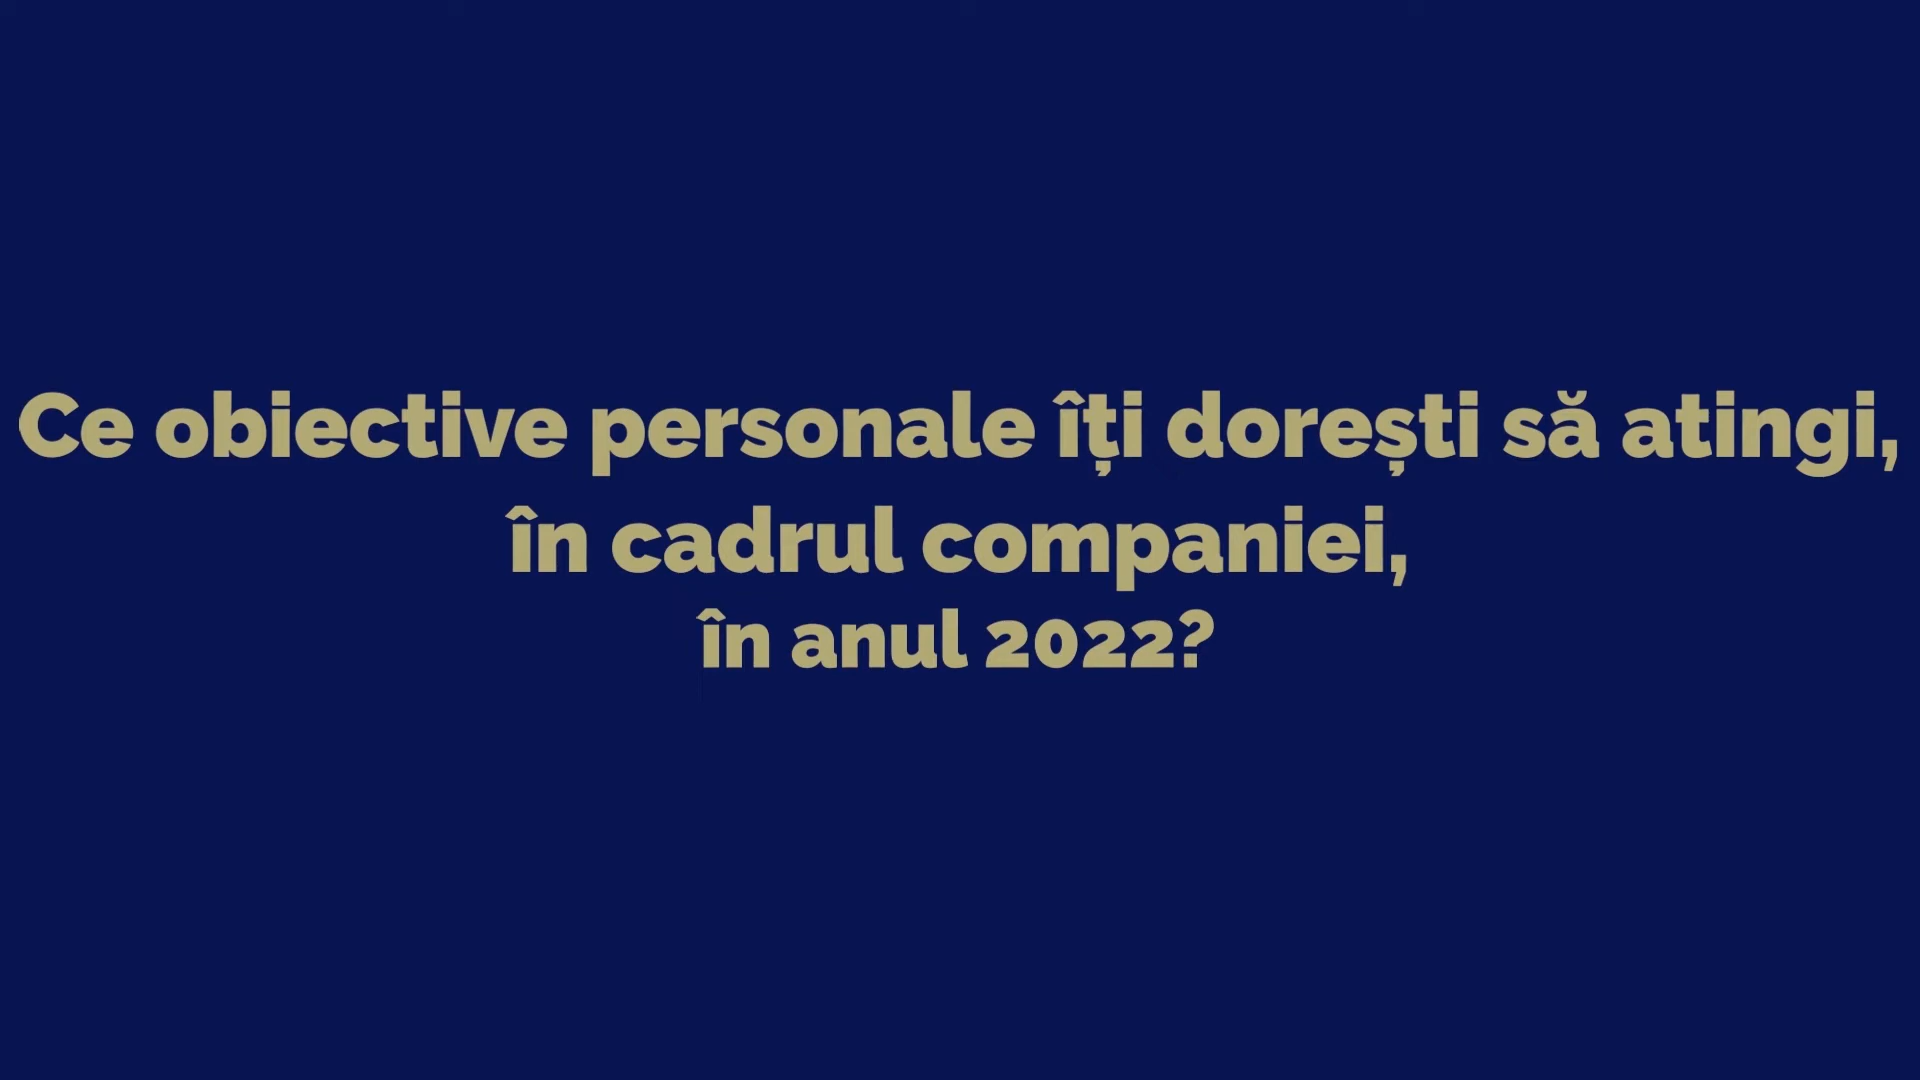 Ce obiective personale îți dorești să atingi,
în cadrul companiei,
în anul 2022?